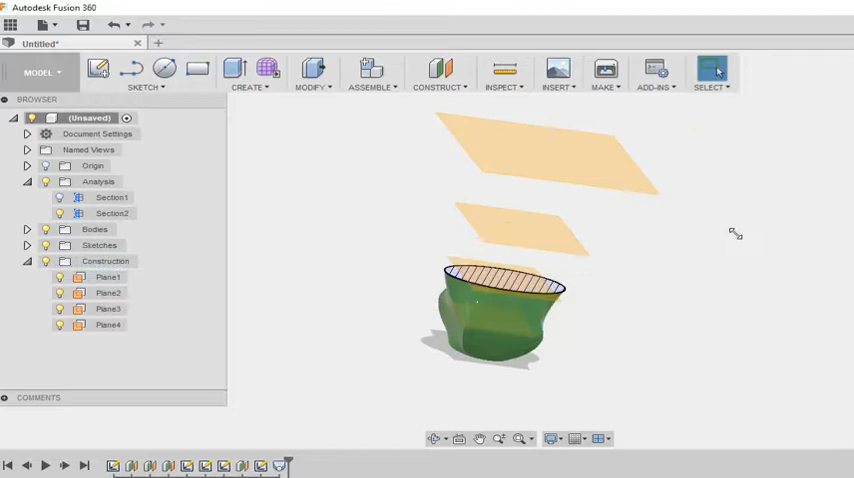 Autodesk Fusion 360
Untitled*
MODEL
SKETCH
CREATE
MODIFY
ASSEMBLE
CONSTRUCT
INSPECT
INSERT
MAKE
ADD-INS
SELECT
BROWSER
(Unsaved)
Document Settings
Named Views
Origin
Analysis
Section1
Section2
Bodies
Sketches
Construction
Plane1
Plane2
Plane3
Plane4
COMMENTS